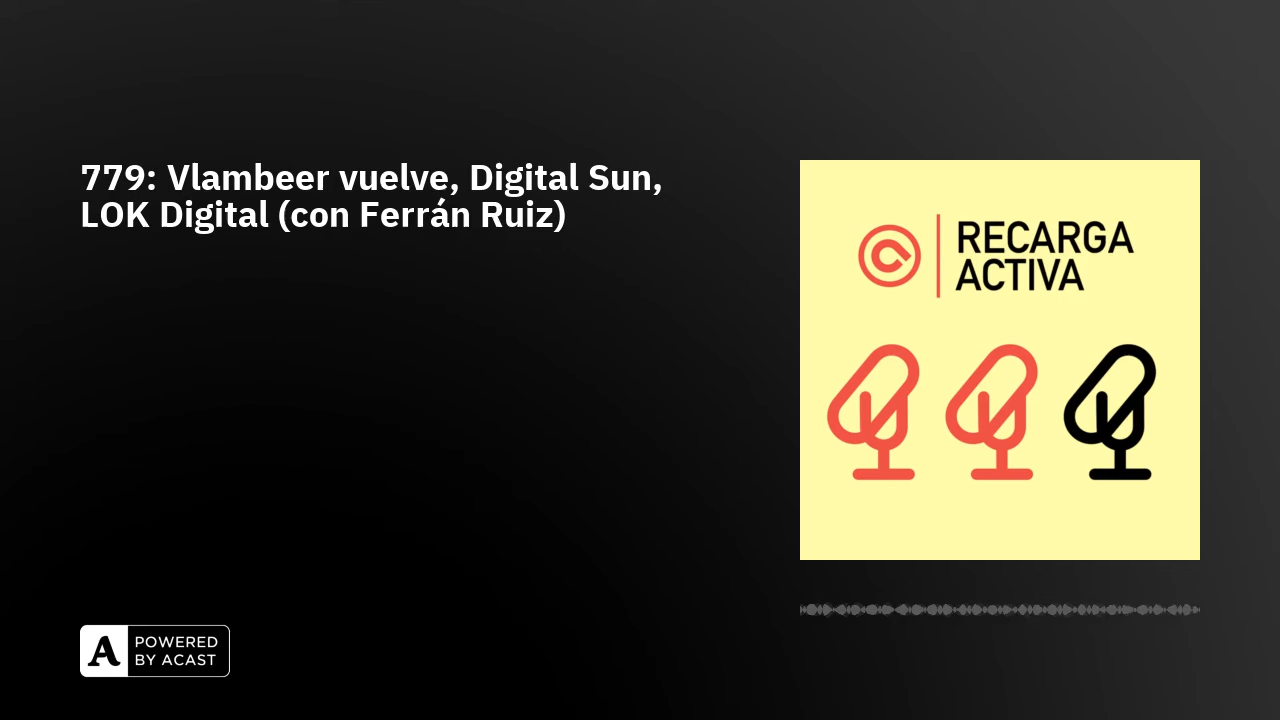 779: Vlambeer vuelve, Digital Sun,
LOK Digital (con Ferrán Ruiz)
RECARGA
ACTIVA
A
POWERED
BY ACAST